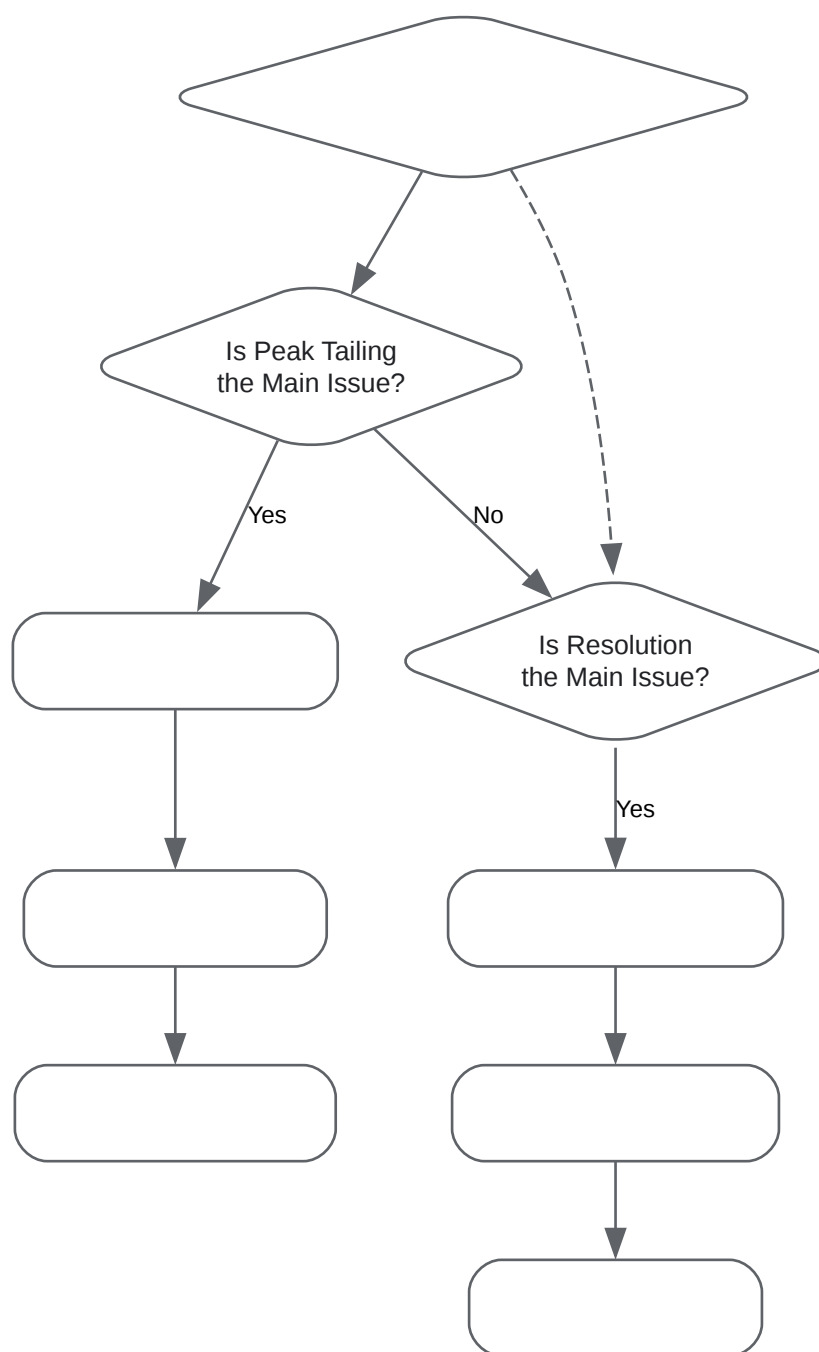 Is Peak Tailing
the Main Issue?
Yes
No
Is Resolution
the Main Issue?
Yes